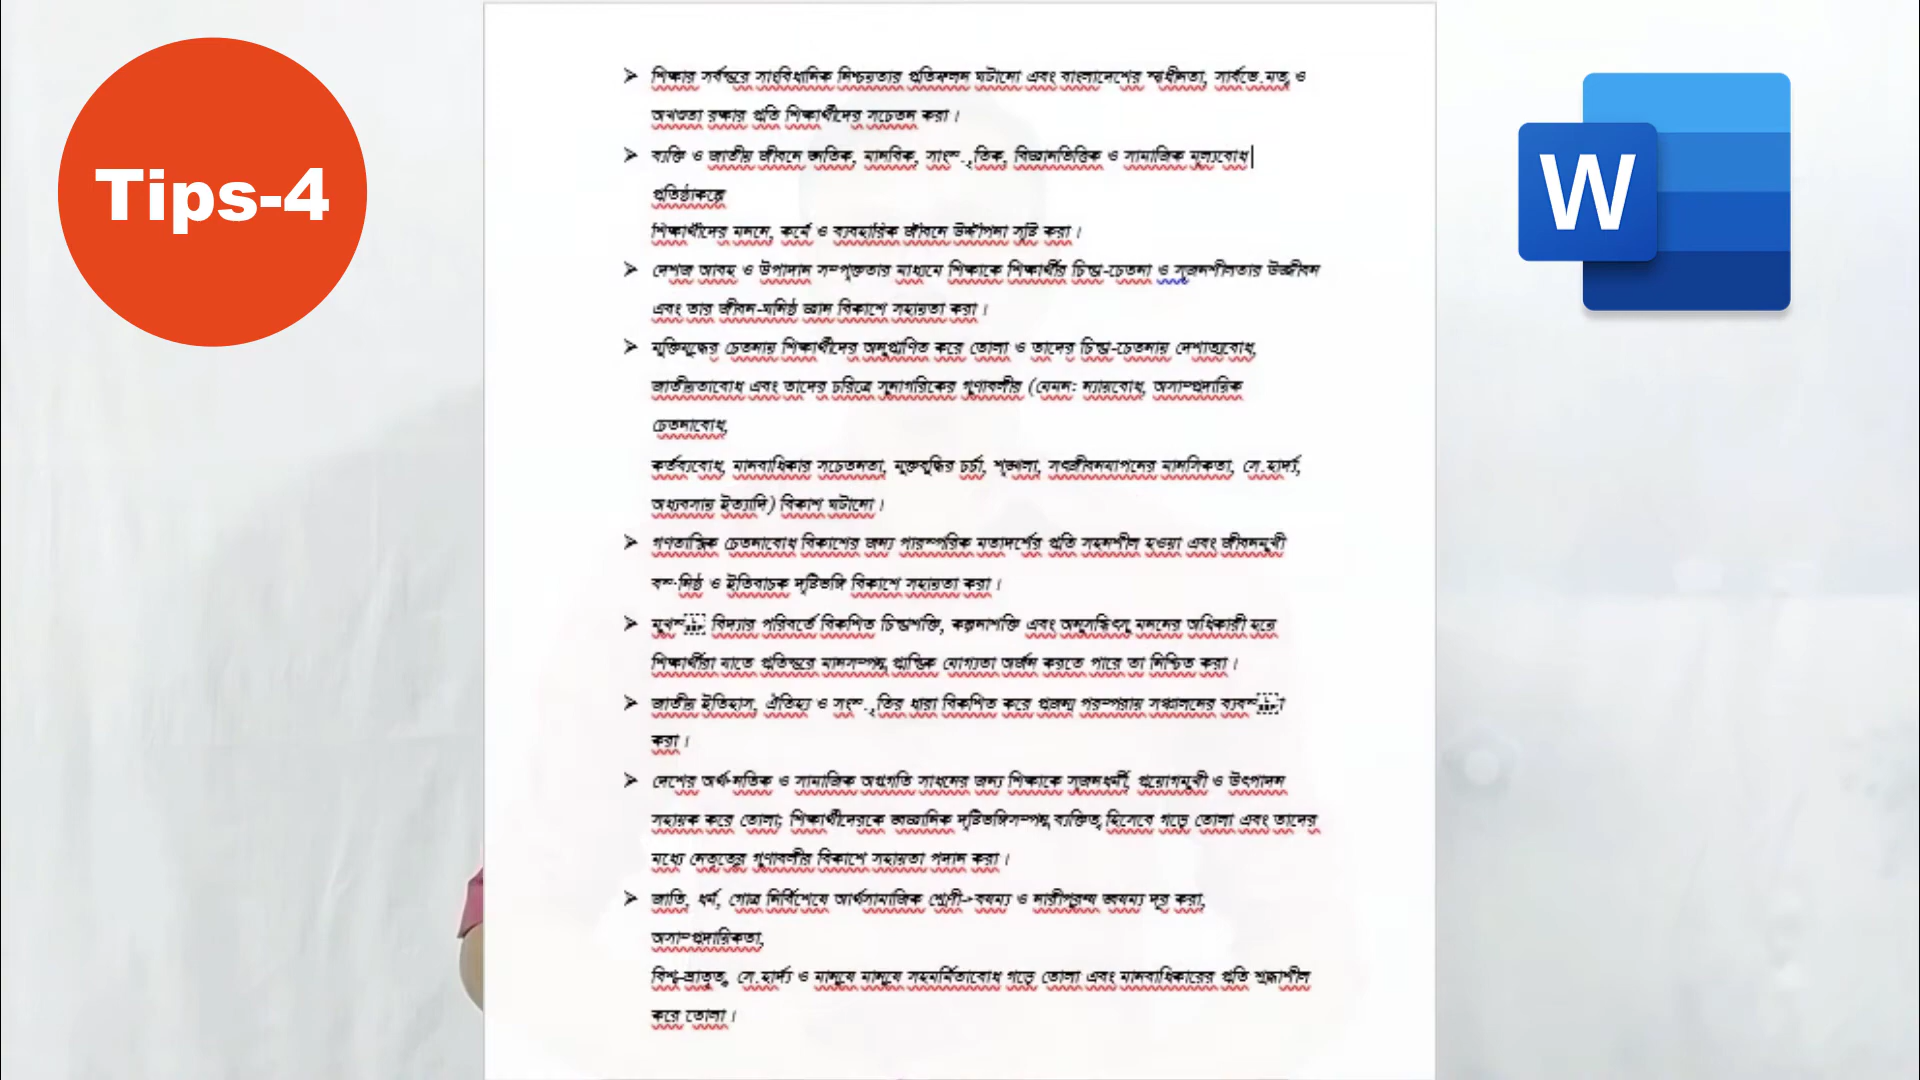 Tips-4
W
➢ শিক্ষার সর্বস্তরে সাংবিধানিক নিশ্চয়তার প্রতিফলন ঘটানো এবং বাংলাদেশের স্বাধীনতা, ও
অখণ্ডতা রক্ষার প্রতি শিক্ষার্থীদের সচেতন করা।
➢ ব্যক্তি ও জাতীয় জীবনে মানবিক, বিজ্ঞানভিত্তিক ও সামাজিক মূল্যবোধ
প্রতিষ্ঠাকল্পে
শিক্ষার্থীদের মননে, কর্মে ও ব্যবহারিক জীবনে উদ্দীপনা সৃষ্টি করা।
➢ দেশজ আবহ ও উপাদান সম্পৃক্ততার মাধ্যমে শিক্ষাকে শিক্ষার্থীর চিন্তা-চেতনা ও সৃজনশীলতার উজ্জীবন
এবং তার জীবন-ঘনিষ্ঠ জ্ঞান বিকাশে সহায়তা করা।
➢ মুক্তিযুদ্ধের চেতনায় শিক্ষার্থীদের অনুপ্রাণিত করে তোলা ও তাদের চিন্তা-চেতনায় দেশাত্মবোধ,
জাতীয়তাবোধ এবং তাদের চরিত্রে সুনাগরিকের গুণাবলীর (যেমন: ন্যায়বোধ, অসাম্প্রদায়িক
চেতনাবোধ,
কর্তব্যবোধ, মানবাধিকার সচেতনতা, মুক্তবুদ্ধির চর্চা, শৃঙ্খলা, সৎজীবনযাপনের মানসিকতা,
অধ্যবসায় ইত্যাদি) বিকাশ ঘটানো।
➢ গণতান্ত্রিক চেতনাবোধ বিকাশের জন্য পারস্পরিক মতাদর্শের প্রতি সহনশীল হওয়া এবং জীবনমুখী
ও ইতিবাচক দৃষ্টিভঙ্গি বিকাশে সহায়তা করা।
➢ বিদ্যার পরিবর্তে বিকশিত চিন্তাশক্তি, কল্পনাশক্তি এবং অনুসন্ধিৎসু মননের অধিকারী হয়ে
শিক্ষার্থীরা যাতে প্রতিস্তরে মানসম্পন্ন প্রান্তিক যোগ্যতা অর্জন করতে পারে তা নিশ্চিত করা।
➢ জাতীয় ইতিহাস, ঐতিহ্য ও ধারা বিকশিত করে প্রজন্ম পরম্পরায় সঞ্চালনের
করা।
➢ দেশের ও সামাজিক অগ্রগতি সাধনের জন্য শিক্ষাকে সৃজনধর্মী, প্রয়োগমুখী ও উৎপাদন
সহায়ক করে তোলা; শিক্ষার্থীদেরকে দৃষ্টিভঙ্গিসম্পন্ন ব্যক্তিত্ব হিসেবে গড়ে তোলা এবং তাদের
মধ্যে নেতৃত্বের গুণাবলীর বিকাশে সহায়তা করা।
➢ জাতি, ধর্ম, গোত্র নির্বিশেষে আর্থসামাজিক ও দূর করা,
অসাম্প্রদায়িকতা,
বিশ্ব-ভ্রাতৃত্ব, ও মানুষে মানুষে সহমর্মিতাবোধ গড়ে তোলা এবং মানবাধিকারের প্রতি শ্রদ্ধাশীল
করে তোলা।